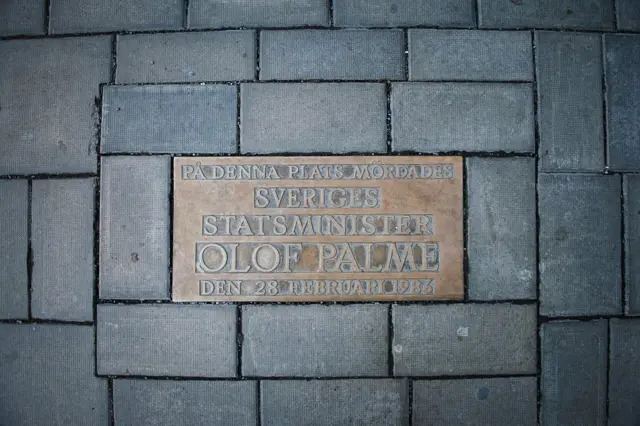 PÅ DENNA PLATS MÖRDADES
SVERIGES
STATSMINISTER
OLOF PALME
DEN 28 FEBRUARI 1986